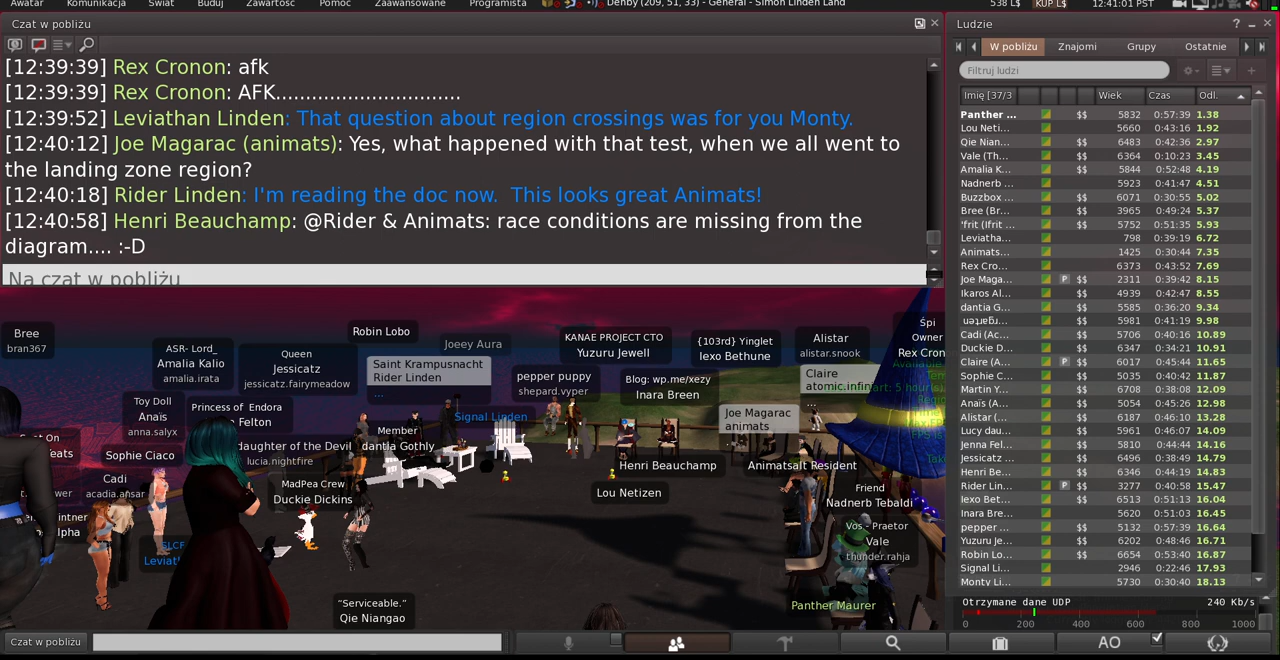 Awatar Komunikacja Świat Buduj Zawartość Pomoc Zaawansowane Programista Denby (209, 51, 33) - General - Simon Linden Land 538 L$ KUP L$ 12:41:01 PST
Czat w pobliżu
[12:39:39] Rex Cronon: afk
[12:39:39] Rex Cronon: AFK.............................
[12:39:52] Leviathan Linden: That question about region crossings was for you Monty.
[12:40:12] Joe Magarac (animats): Yes, what happened with that test, when we all went to
the landing zone region?
[12:40:18] Rider Linden: I'm reading the doc now.  This looks great Animats!
[12:40:58] Henri Beauchamp: @Rider & Animats: race conditions are missing from the
diagram.... :-D
Na czat w pobliżu
Bree
bran367
ASR- Lord_
Amalia Kalio
amalia.irata
Queen
Jessicatz
jessicatz.fairymeadow
Robin Lobo
Saint Krampusnacht
Rider Linden
...
Joeey Aura
pepper puppy
shepard.vyper
KANAE PROJECT CTO
Yuzuru Jewell
Blog: wp.me/xezy
Inara Breen
{103rd} Yinglet
Iexo Bethune
Alistar
alistar.snook
Śpi
Owner
Rex Cron
Claire
Joe Magarac
animats
Toy Doll
Anaïs
anna.salyx
Princess of Endora
Felton
Signal Linden
Member
dantia Gothly
daughter of the Devil
lucia.nightfire
Sophie Ciaco
Cadi
acadia.ansar
MadPea Crew
Duckie Dickins
Henri Beauchamp
Lou Netizen
Animatsalt Resident
Friend
Nadnerb Tebaldi
Vos - Praetor
Vale
thunder.rahja
SLCF
Leviat
Panther Maurer
"Serviceable."
Qie Niangao
Czat w pobliżu
Ludzie
W pobliżu Znajomi Grupy Ostatnie
Filtruj ludzi
Imię [37/3 Wiek Czas Odl.
Panther ... $$ 5832 0:57:39 1.38
Lou Neti... 5660 0:43:16 1.92
Qie Nian... $$ 6483 0:42:36 2.97
Vale (Th... $$ 6364 0:10:23 3.45
Amalia K... $$ 5844 0:52:48 4.19
Nadnerb ... 5923 0:41:47 4.51
Buzzbox ... $$ 6071 0:30:55 5.02
Bree (Br... $$ 3965 0:49:24 5.37
'frit (Ifrit ... $$ 5752 0:51:35 5.93
Leviatha... 798 0:39:19 6.72
Animats... 1425 0:30:44 7.35
Rex Cro... 6373 0:43:52 7.69
Joe Maga... P $$ 2311 0:39:42 8.15
Ikaros Al... $$ 4939 0:42:47 8.55
dantia G... $$ 5585 0:36:20 9.34
$$ 5981 0:41:19 9.98
Cadi (Ac... $$ 5706 0:40:16 10.89
Duckie D... $$ 6347 0:34:21 10.91
Claire (A... P $$ 6017 0:45:44 11.65
Sophie C... $$ 5035 0:40:42 11.87
Martin Y... $$ 6708 0:38:08 12.09
Anaïs (A... $$ 5054 0:45:26 12.98
Alistar (... $$ 6187 0:46:10 13.28
Lucy dau... $$ 5961 0:46:07 14.09
Jenna Fel... $$ 5810 0:44:44 14.16
Jessicatz ... $$ 6496 0:38:49 14.79
Henri Be... $$ 6346 0:44:19 14.83
Rider Lin... P $$ 3277 0:40:58 15.47
Iexo Bet... $$ 6513 0:51:13 16.04
Inara Bre... 5620 0:51:03 16.45
pepper ... $$ 5132 0:57:39 16.64
Yuzuru Je... $$ 6202 0:48:46 16.71
Robin Lo... $$ 6654 0:53:40 16.87
Signal Li... 2946 0:22:46 17.93
Monty Li... 5730 0:30:40 18.13
Otrzymane dane UDP 240 Kb/s
0 200 400 600 800 1000
AO